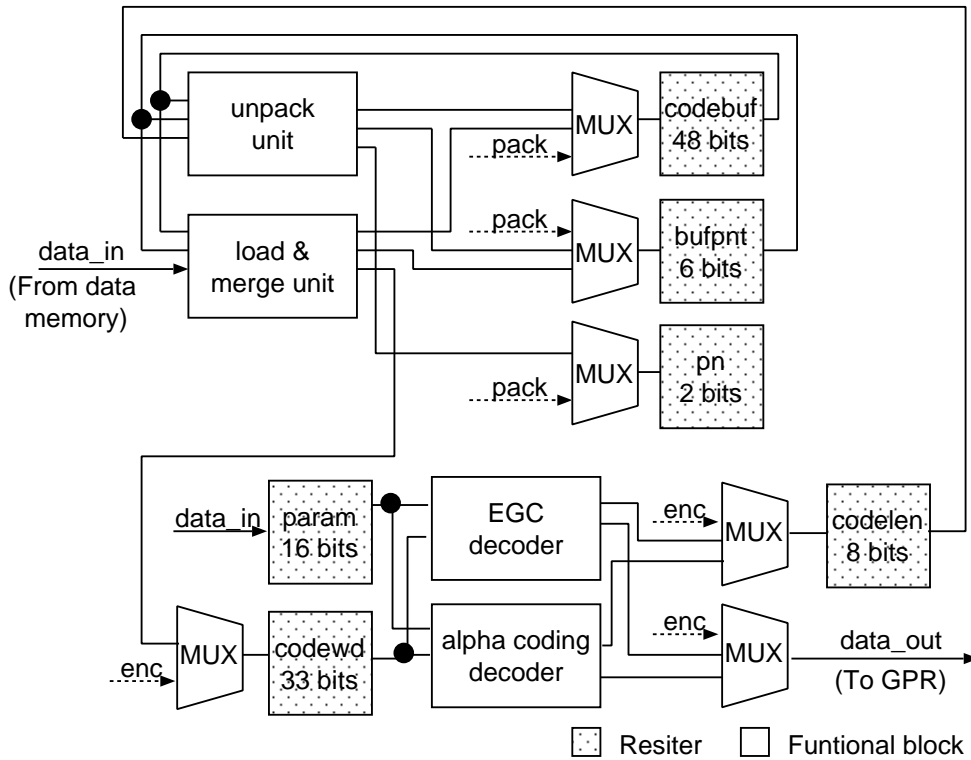 unpack
unit
MUX
codebuf
48 bits
pack
data_in
(From data
memory)
load &
merge unit
pack
MUX
bufpnt
6 bits
MUX
pn
2 bits
pack
data_in
param
16 bits
EGC
decoder
enc
MUX
codelen
8 bits
enc
MUX
codewd
33 bits
alpha coding
decoder
enc
MUX
data_out
(To GPR)
Resiter
Funtional block